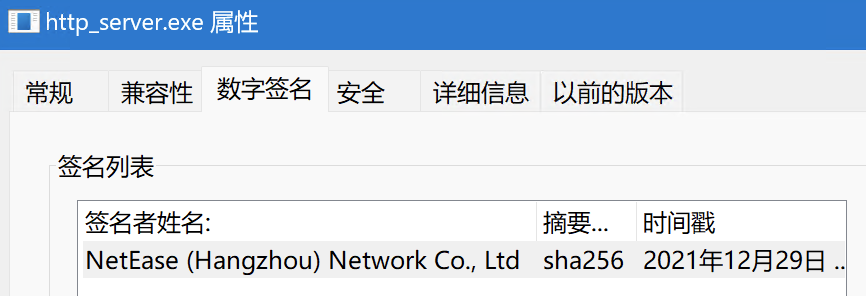 http_server.exe 属性
常规 兼容性 数字签名 安全 详细信息 以前的版本
签名列表
签名者姓名: 摘要... 时间戳
NetEase (Hangzhou) Network Co., Ltd sha256 2021年12月29日 ..